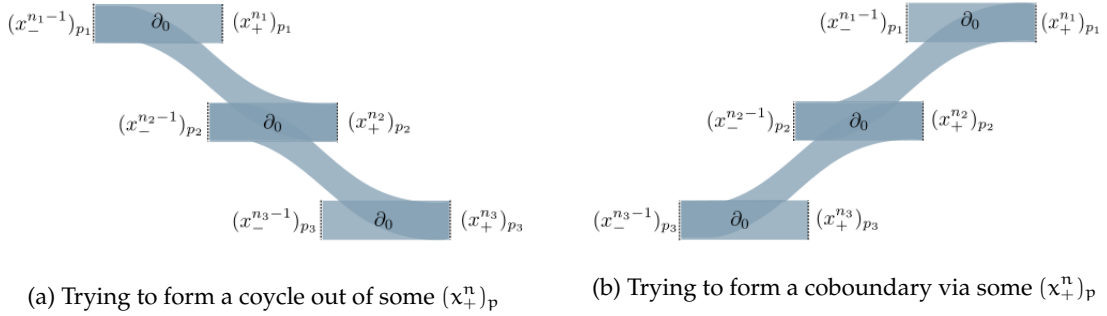 (x_-^{n_1-1})_{p_1} ∂_0 (x_+^{n_1})_{p_1}
(x_-^{n_2-1})_{p_2} ∂_0 (x_+^{n_2})_{p_2}
(x_-^{n_3-1})_{p_3} ∂_0 (x_+^{n_3})_{p_3}
(a) Trying to form a coycle out of some (x_+^n)_p
(x_-^{n_1-1})_{p_1} ∂_0 (x_+^{n_1})_{p_1}
(x_-^{n_2-1})_{p_2} ∂_0 (x_+^{n_2})_{p_2}
(x_-^{n_3-1})_{p_3} ∂_0 (x_+^{n_3})_{p_3}
(b) Trying to form a coboundary via some (x_+^n)_p